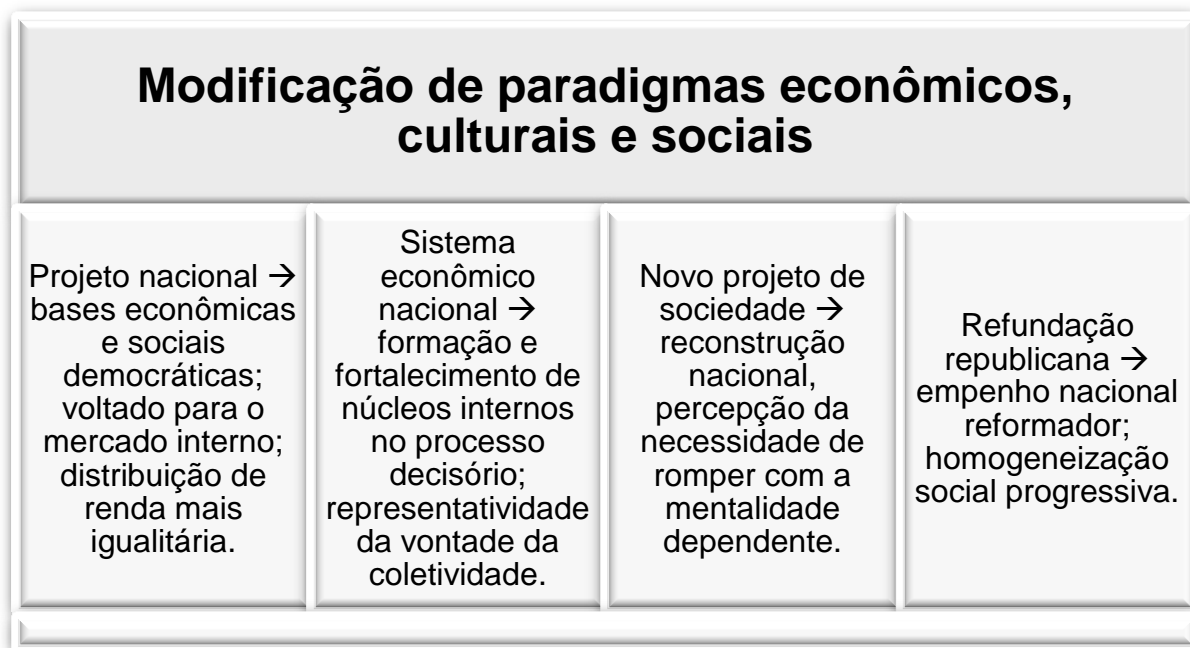 Modificação de paradigmas econômicos,
culturais e sociais
Projeto nacional →
bases econômicas
e sociais
democráticas;
voltado para o
mercado interno;
distribuição de
renda mais
igualitária.
Sistema
econômico
nacional →
formação e
fortalecimento de
núcleos internos
no processo
decisório;
representatividade
da vontade da
coletividade.
Novo projeto de
sociedade →
reconstrução
nacional,
percepção da
necessidade de
romper com a
mentalidade
dependente.
Refundação
republicana →
empenho nacional
reformador;
homogeneização
social progressiva.